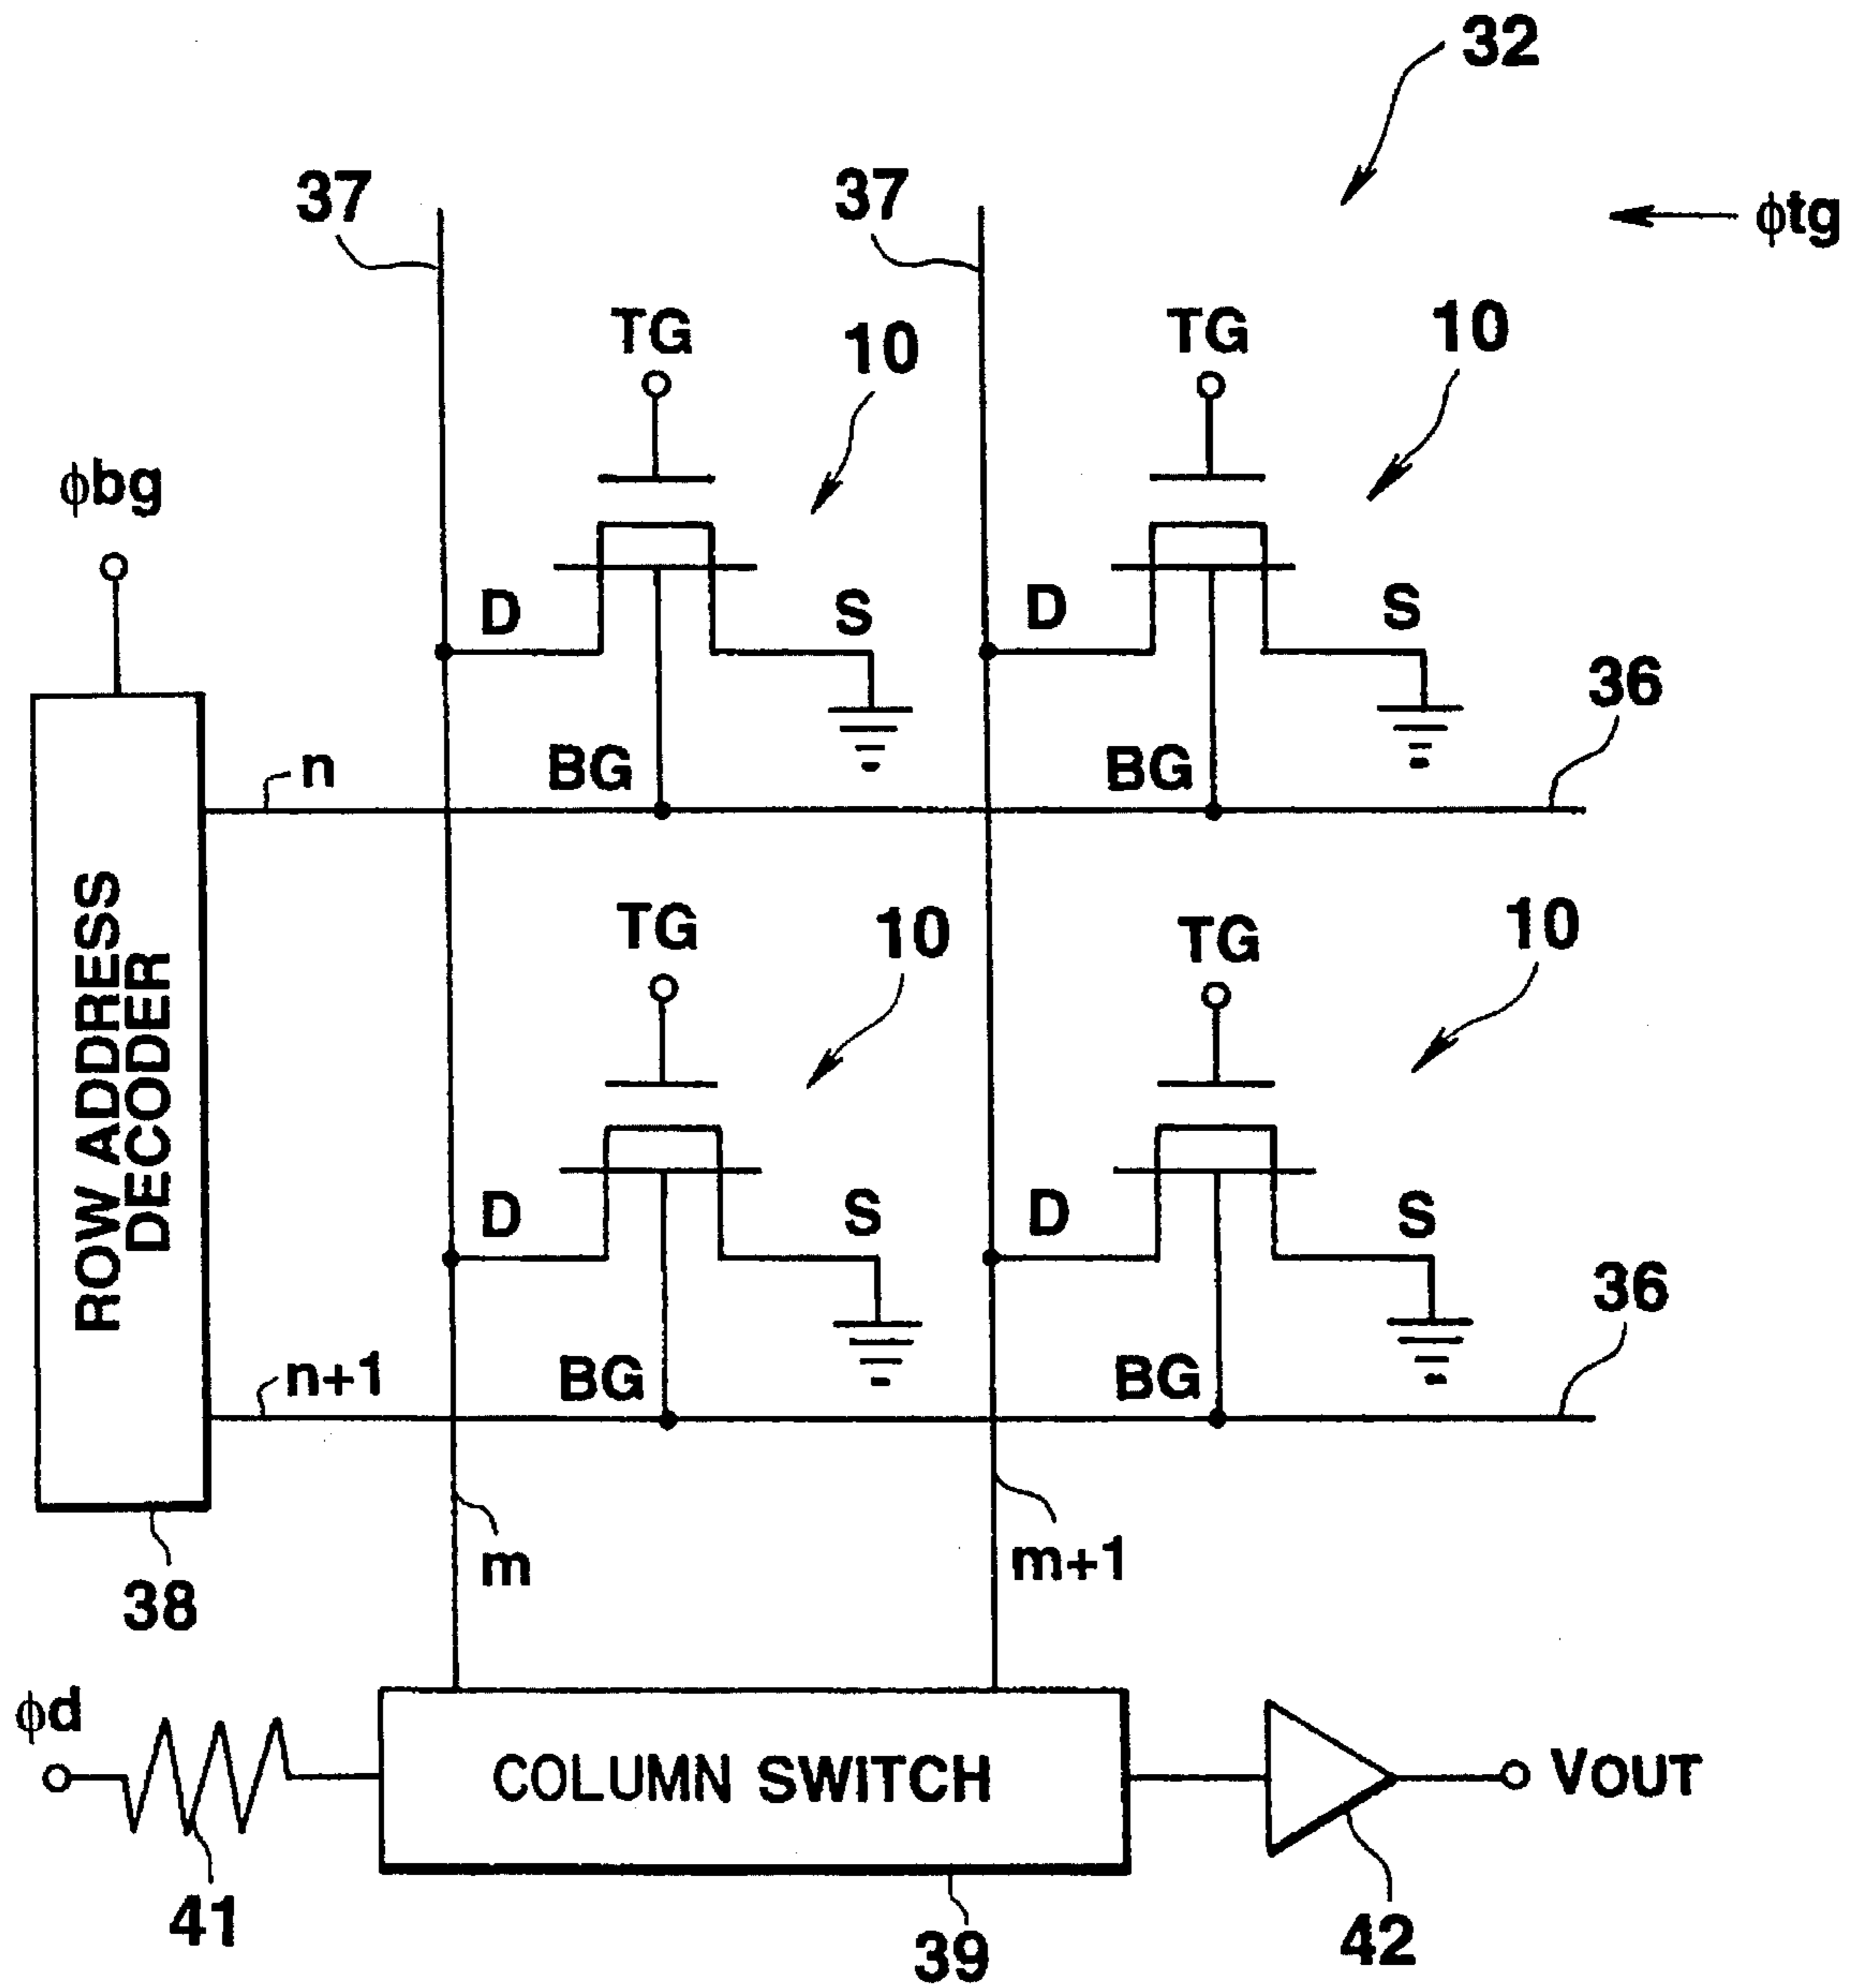 32
37
37
ϕtg
TG
10
TG
10
ϕbg
D
S
D
S
36
n
BG
BG
ROW ADDRESS
DECODER
TG
10
TG
10
D
S
D
S
36
n+1
BG
BG
m
m+1
38
ϕd
COLUMN SWITCH
VOUT
41
39
42